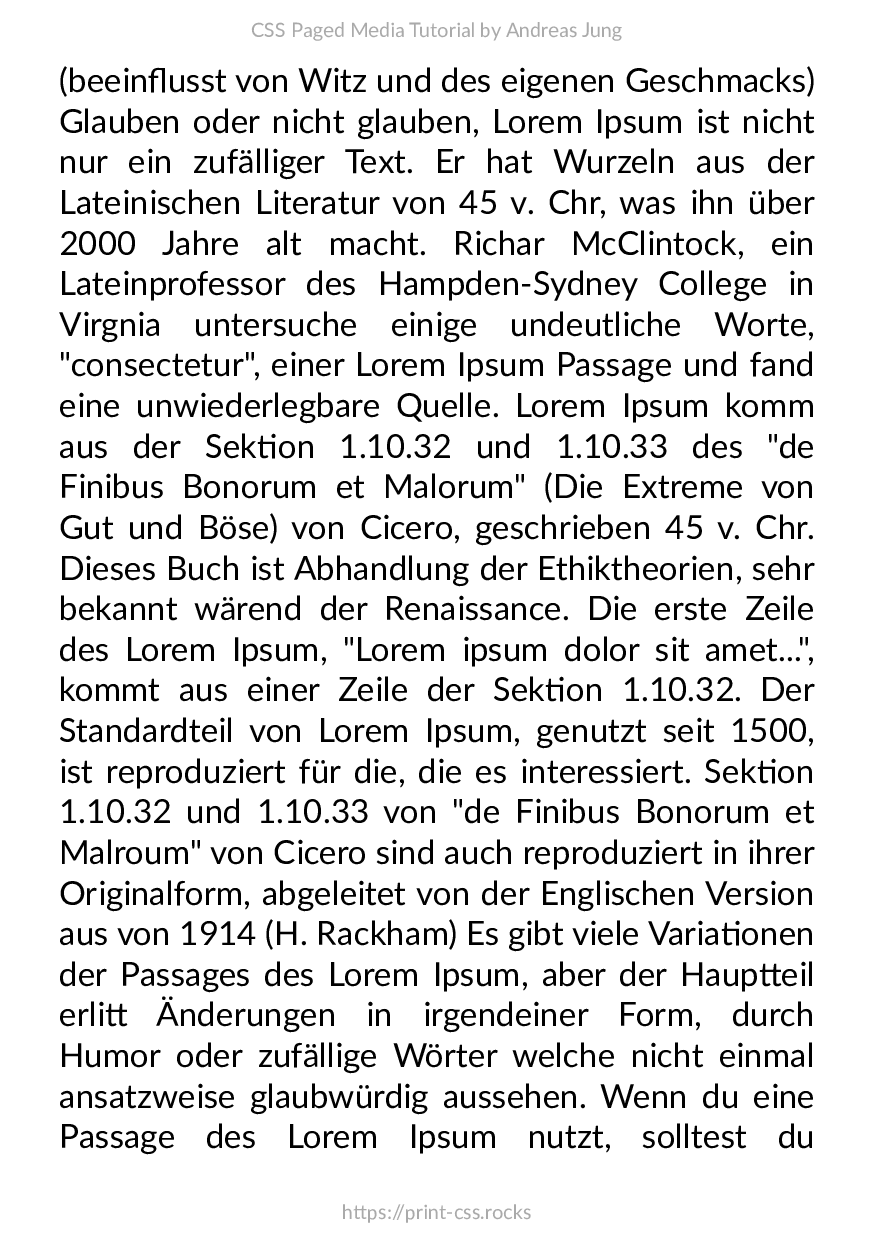 CSS Paged Media Tutorial by Andreas Jung
(beeinflusst von Witz und des eigenen Geschmacks)
Glauben oder nicht glauben, Lorem Ipsum ist nicht
nur ein zufälliger Text. Er hat Wurzeln aus der
Lateinischen Literatur von 45 v. Chr, was ihn über
2000 Jahre alt macht. Richar McClintock, ein
Lateinprofessor des Hampden-Sydney College in
Virgnia untersuche einige undeutliche Worte,
"consectetur", einer Lorem Ipsum Passage und fand
eine unwiederlegbare Quelle. Lorem Ipsum komm
aus der Sektion 1.10.32 und 1.10.33 des "de
Finibus Bonorum et Malorum" (Die Extreme von
Gut und Böse) von Cicero, geschrieben 45 v. Chr.
Dieses Buch ist Abhandlung der Ethiktheorien, sehr
bekannt wärend der Renaissance. Die erste Zeile
des Lorem Ipsum, "Lorem ipsum dolor sit amet...",
kommt aus einer Zeile der Sektion 1.10.32. Der
Standardteil von Lorem Ipsum, genutzt seit 1500,
ist reproduziert für die, die es interessiert. Sektion
1.10.32 und 1.10.33 von "de Finibus Bonorum et
Malroum" von Cicero sind auch reproduziert in ihrer
Originalform, abgeleitet von der Englischen Version
aus von 1914 (H. Rackham) Es gibt viele Variationen
der Passages des Lorem Ipsum, aber der Hauptteil
erlitt Änderungen in irgendeiner Form, durch
Humor oder zufällige Wörter welche nicht einmal
ansatzweise glaubwürdig aussehen. Wenn du eine
Passage des Lorem Ipsum nutzt, solltest du
https://print-css.rocks